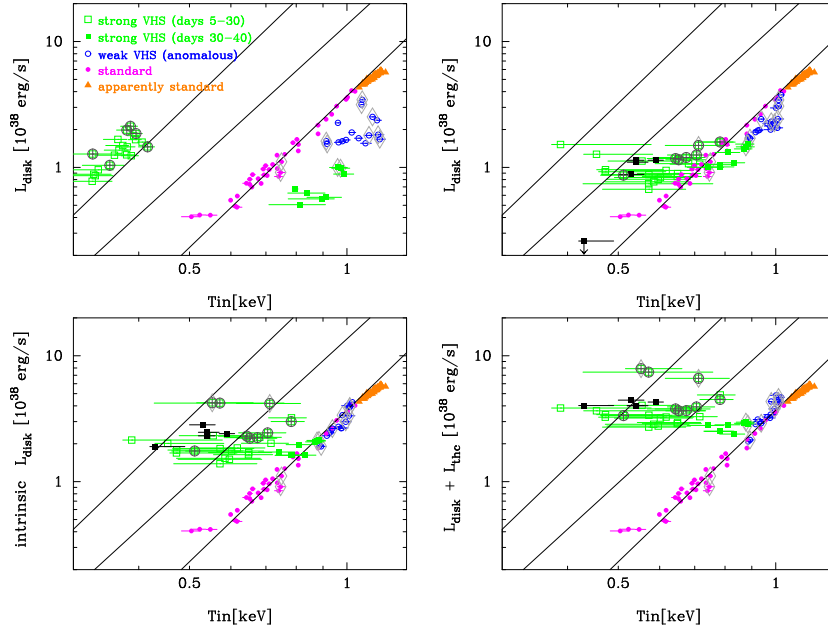 strong VHS (days 5-30)
strong VHS (days 30-40)
weak VHS (anomalous)
standard
apparently standard
L_disk [10^38 erg/s]
10
1
0.5
1
Tin[keV]
L_disk [10^38 erg/s]
10
1
0.5
1
Tin[keV]
intrinsic L_disk [10^38 erg/s]
10
1
0.5
1
Tin[keV]
L_disk + L_thc [10^38 erg/s]
10
1
0.5
1
Tin[keV]